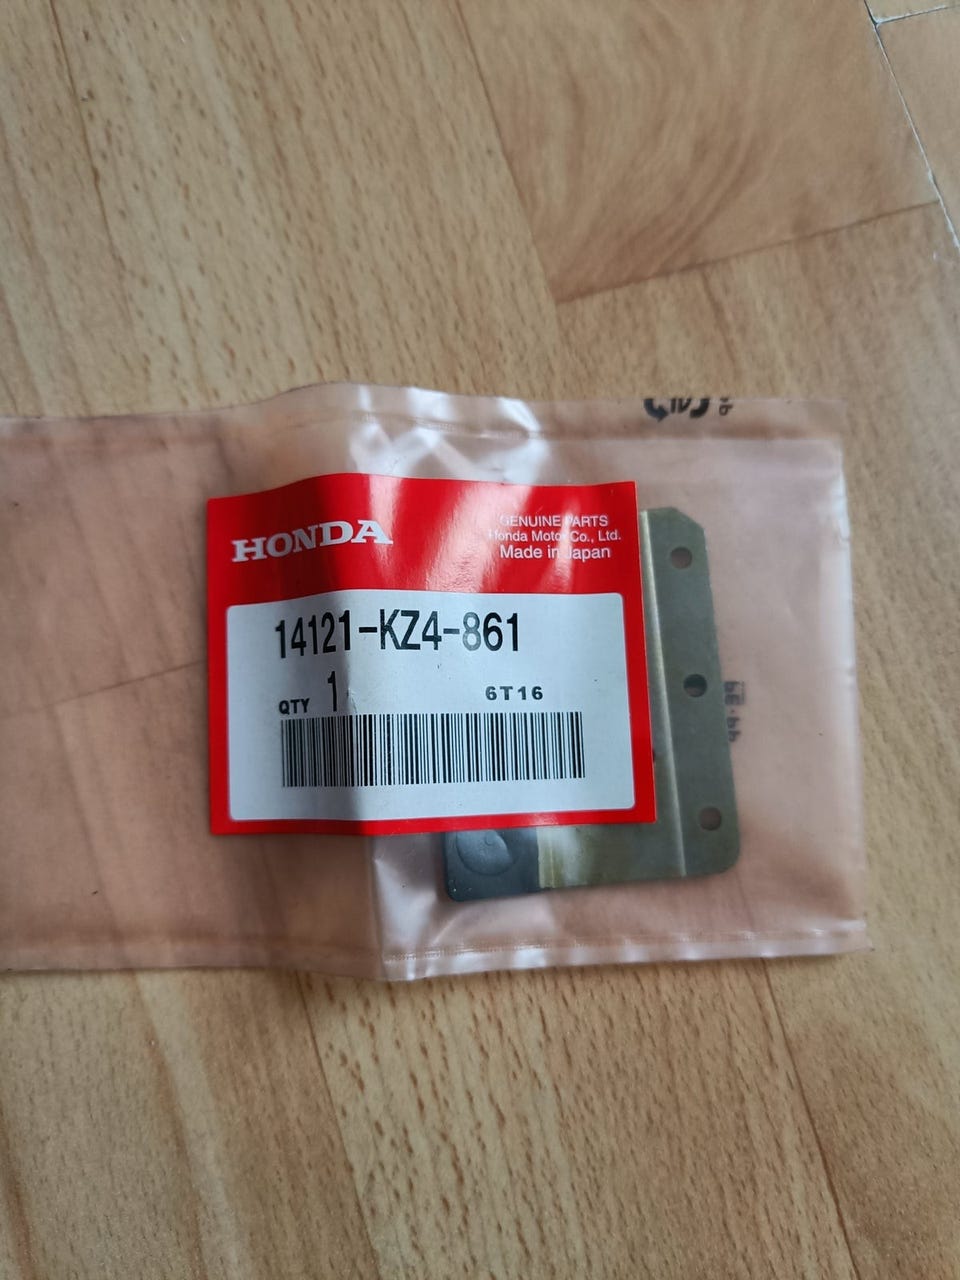 HONDA
GENUINE PARTS
Honda Motor Co., Ltd.
Made in Japan
14121-KZ4-861
QTY 1
6T16